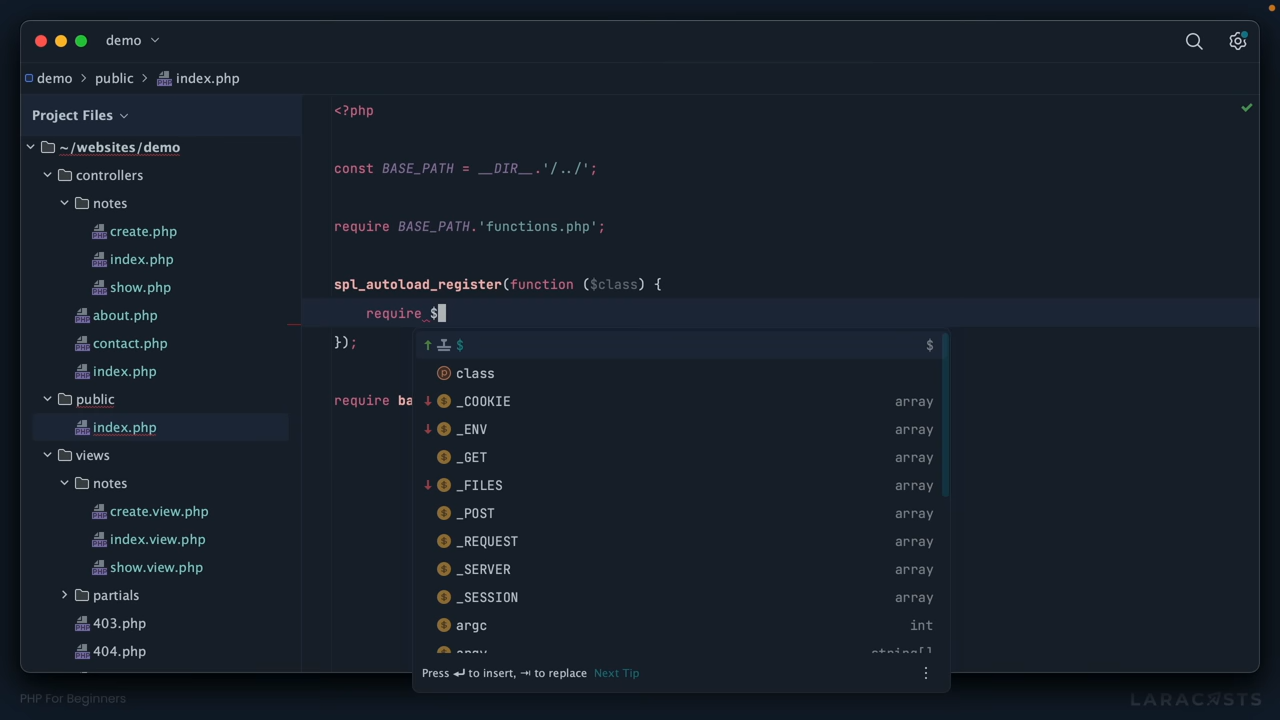 demo
demo > public > index.php
Project Files
~/websites/demo
controllers
notes
create.php
index.php
show.php
about.php
contact.php
index.php
public
index.php
views
notes
create.view.php
index.view.php
show.view.php
partials
403.php
404.php
<?php
const BASE_PATH = __DIR__.'/../';
require BASE_PATH.'functions.php';
spl_autoload_register(function ($class) {
require $
});
require ba
$ $
class
_COOKIE array
_ENV array
_GET array
_FILES array
_POST array
_REQUEST array
_SERVER array
_SESSION array
argc int
Press ↵ to insert, ⇥ to replace Next Tip
PHP For Beginners
LARACASTS